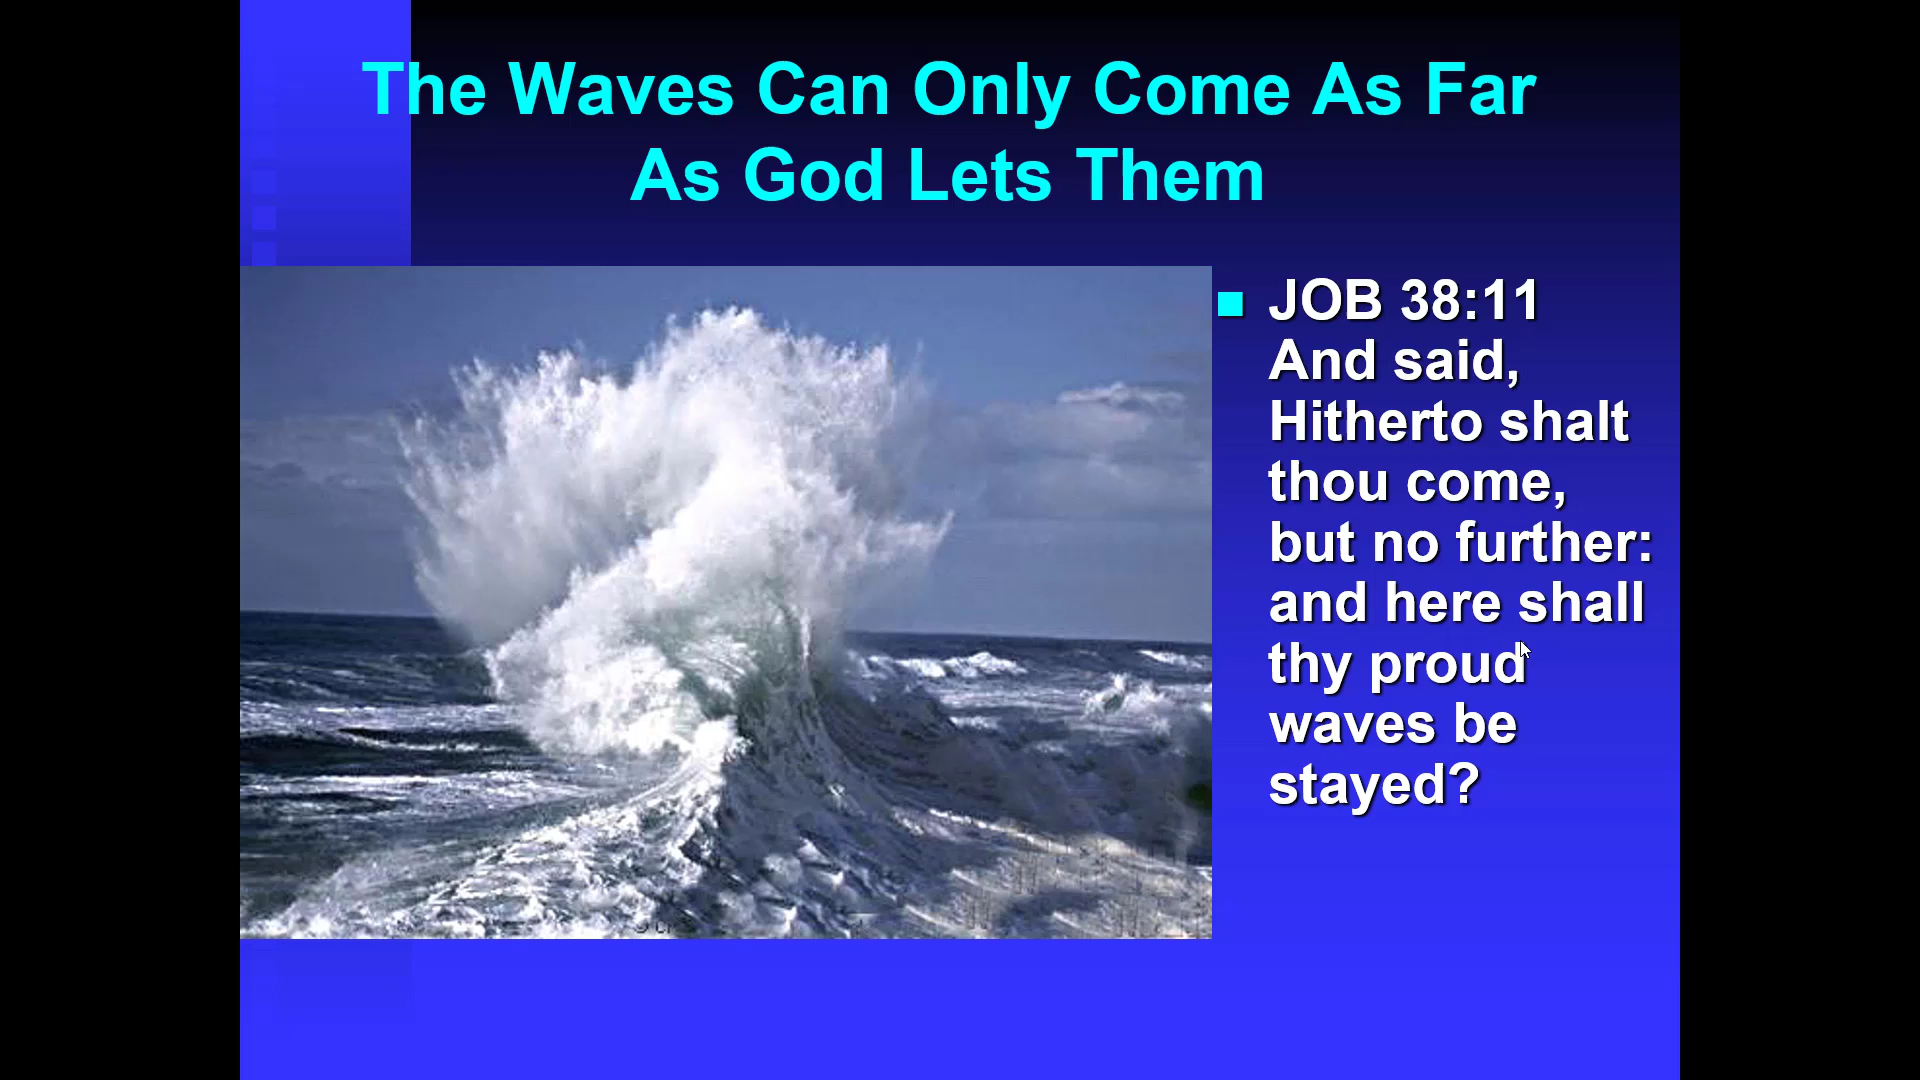 The Waves Can Only Come As Far
As God Lets Them
JOB 38:11
And said,
Hitherto shalt
thou come,
but no further:
and here shall
thy proud
waves be
stayed?